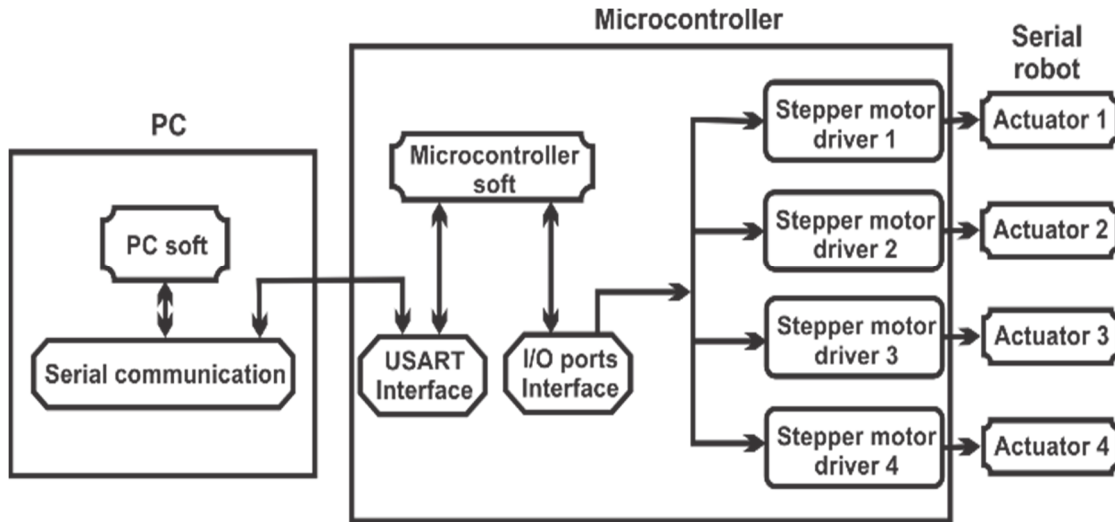 Microcontroller
Serial
robot
PC
PC soft
Serial communication
Microcontroller
soft
USART
Interface
I/O ports
Interface
Stepper motor
driver 1
Stepper motor
driver 2
Stepper motor
driver 3
Stepper motor
driver 4
Actuator 1
Actuator 2
Actuator 3
Actuator 4